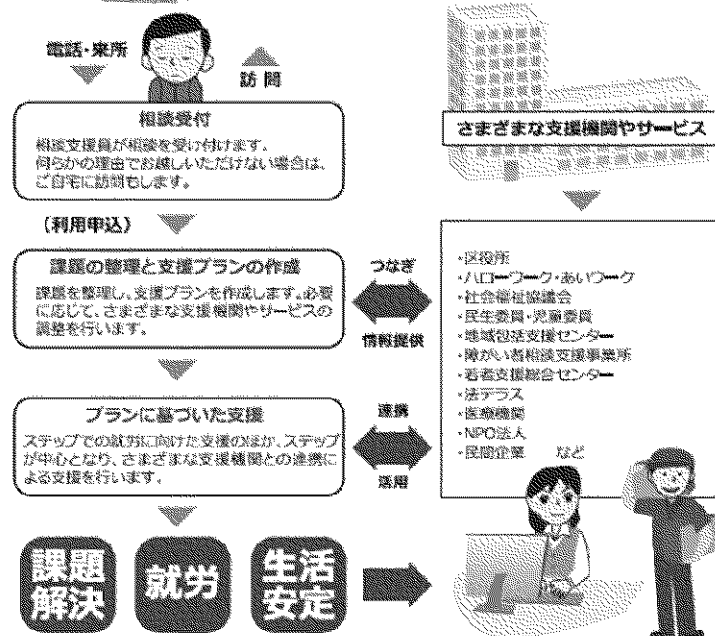 電話・来所
訪問
相談受付
相談支援員が相談を受け付けます。
何らかの理由でお越しいただけない場合は、
ご自宅に訪問もします。
(利用申込)
課題の整理と支援プランの作成
課題を整理し、支援プランを作成します。必要
に応じて、さまざまな支援機関やサービスの
調整を行います。
つなぎ
情報提供
プランに基づいた支援
ステップでの就労に向けた支援のほか、ステップ
が中心となり、さまざまな支援機関との連携に
よる支援を行います。
連携
活用
課題
解決
就労
生活
安定
さまざまな支援機関やサービス
・区役所
・ハローワーク・あいワーク
・社会福祉協議会
・民生委員・児童委員
・地域包括支援センター
・障がい者相談支援事業所
・若者支援総合センター
・法テラス
・医療機関
・NPO法人
・民間企業　など